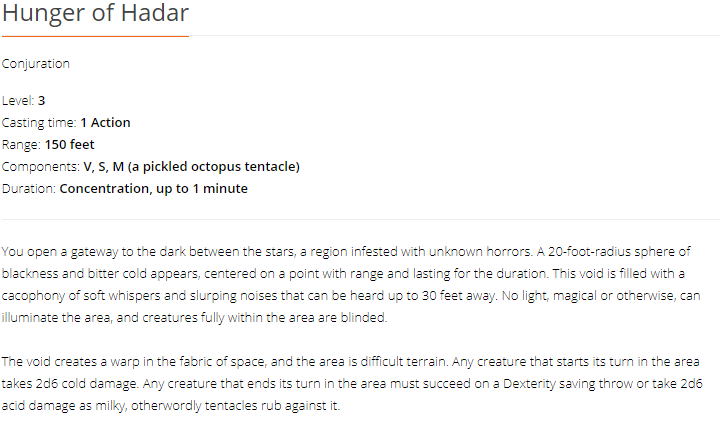 Hunger of Hadar
Conjuration
Level: 3
Casting time: 1 Action
Range: 150 feet
Components: V, S, M (a pickled octopus tentacle)
Duration: Concentration, up to 1 minute
You open a gateway to the dark between the stars, a region infested with unknown horrors. A 20-foot-radius sphere of
blackness and bitter cold appears, centered on a point with range and lasting for the duration. This void is filled with a
cacophony of soft whispers and slurping noises that can be heard up to 30 feet away. No light, magical or otherwise, can
illuminate the area, and creatures fully within the area are blinded.
The void creates a warp in the fabric of space, and the area is difficult terrain. Any creature that starts its turn in the area
takes 2d6 cold damage. Any creature that ends its turn in the area must succeed on a Dexterity saving throw or take 2d6
acid damage as milky, otherwordly tentacles rub against it.